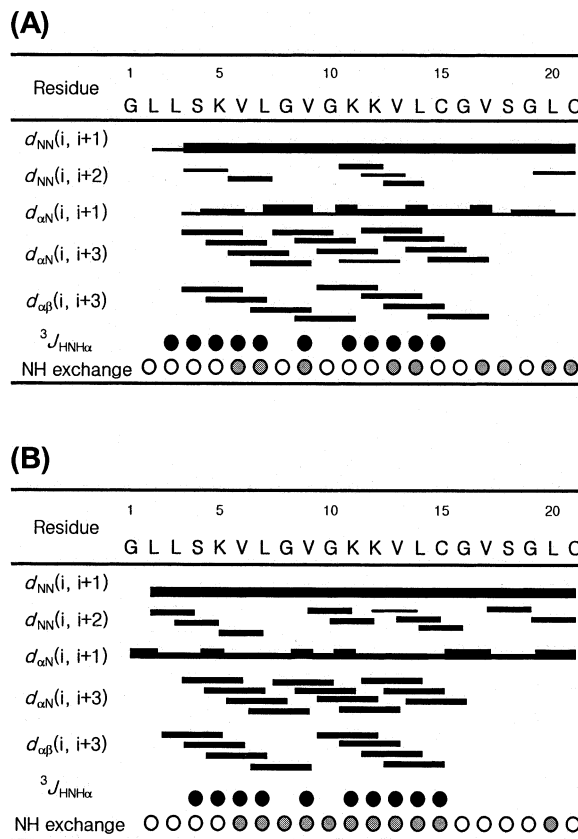 (A)
1 5 10 15 20
Residue
G L L S K V L G V G K K V L C G V S G L C
dNN(i, i+1)
dNN(i, i+2)
dαN(i, i+1)
dαN(i, i+3)
dαβ(i, i+3)
³JHNHα
NH exchange
(B)
1 5 10 15 20
Residue
G L L S K V L G V G K K V L C G V S G L C
dNN(i, i+1)
dNN(i, i+2)
dαN(i, i+1)
dαN(i, i+3)
dαβ(i, i+3)
³JHNHα
NH exchange